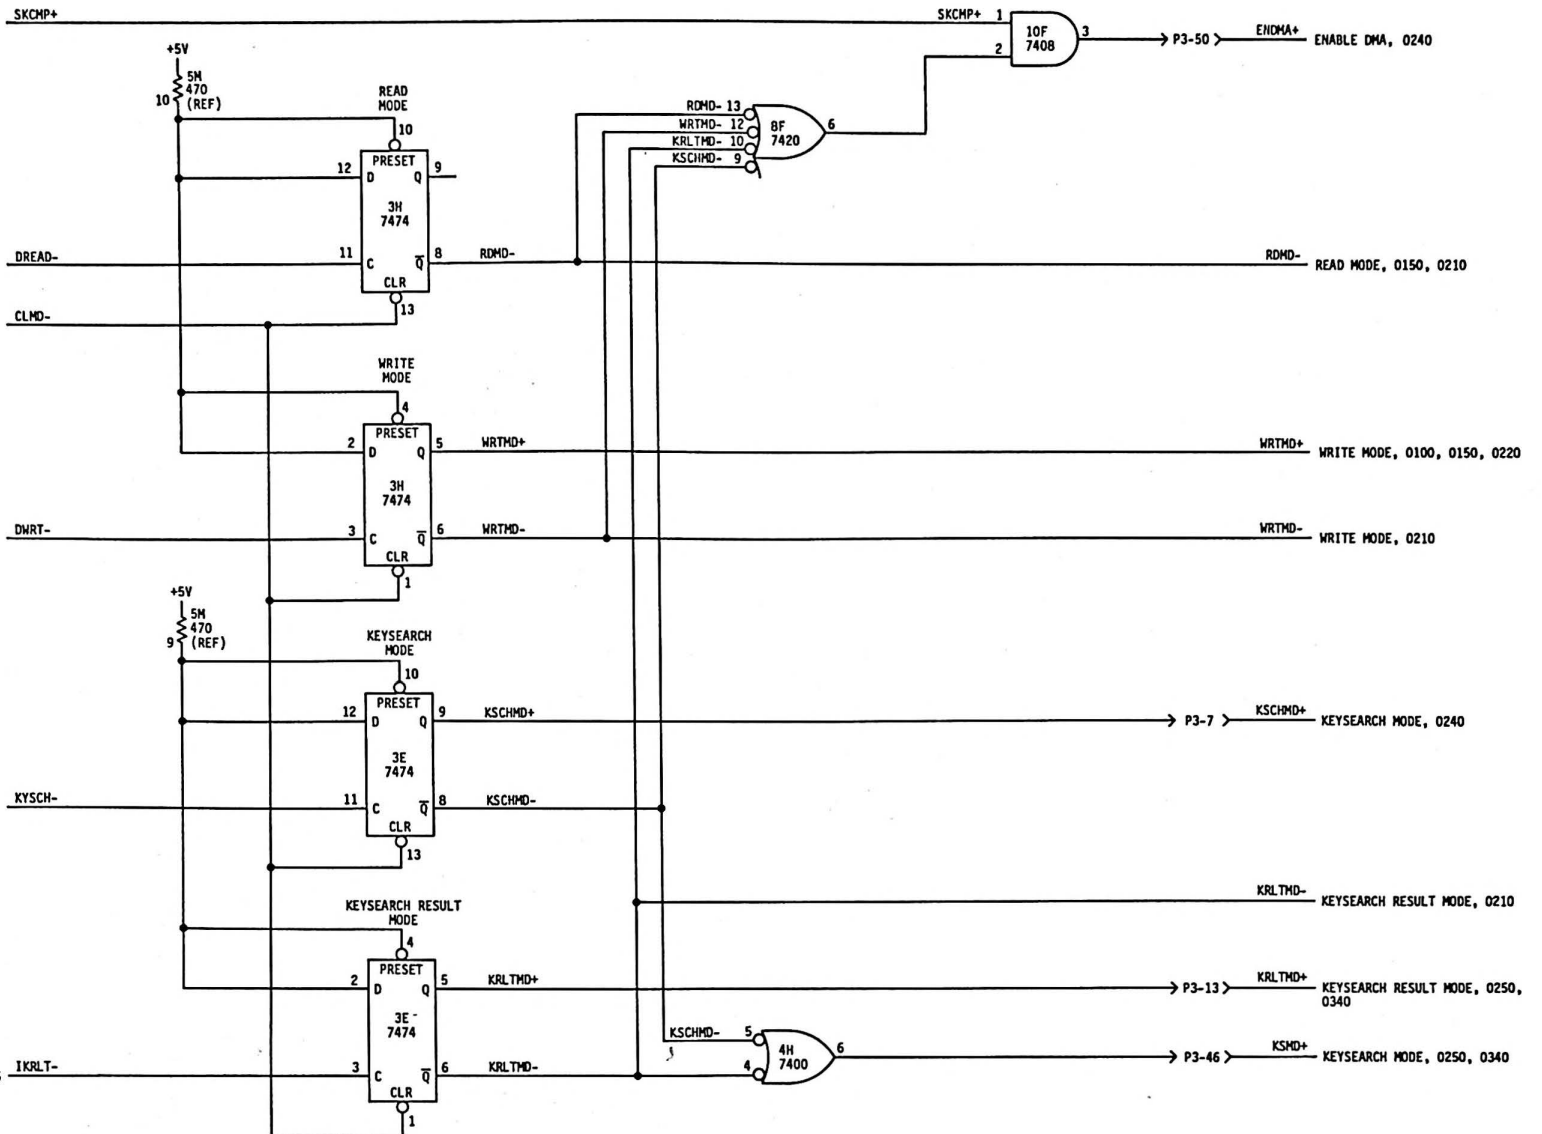 SKCMP+
SKCMP+ 1
10F
7408
3
P3-50
ENDMA+
ENABLE DMA, 0240
2
+5V
5M
470
(REF)
10
READ
MODE
10
PRESET
12 D Q 9
3H
7474
DREAD-
11 C Q̅ 8
RDMD-
CLR
13
CLMD-
RDMD- 13
WRTMD- 12
KRLTMD- 10
KSCHMD- 9
8F
7420
6
RDMD-
READ MODE, 0150, 0210
WRITE
MODE
4
PRESET
2 D Q 5
WRTMD+
WRTMD+
WRITE MODE, 0100, 0150, 0220
3H
7474
DWRT-
3 C Q̅ 6
WRTMD-
WRTMD-
WRITE MODE, 0210
CLR
1
+5V
5M
470
(REF)
9
KEYSEARCH
MODE
10
PRESET
12 D Q 9
KSCHMD+
P3-7
KSCHMD+
KEYSEARCH MODE, 0240
3E
7474
KYSCH-
11 C Q̅ 8
KSCHMD-
CLR
13
KRLTMD-
KEYSEARCH RESULT MODE, 0210
KEYSEARCH RESULT
MODE
4
PRESET
2 D Q 5
KRLTMD+
P3-13
KRLTMD+
KEYSEARCH RESULT MODE, 0250,
0340
3E
7474
IKRLT-
3 C Q̅ 6
KRLTMD-
CLR
1
KSCHMD- 5
4
4H
7400
6
P3-46
KSMD+
KEYSEARCH MODE, 0250, 0340